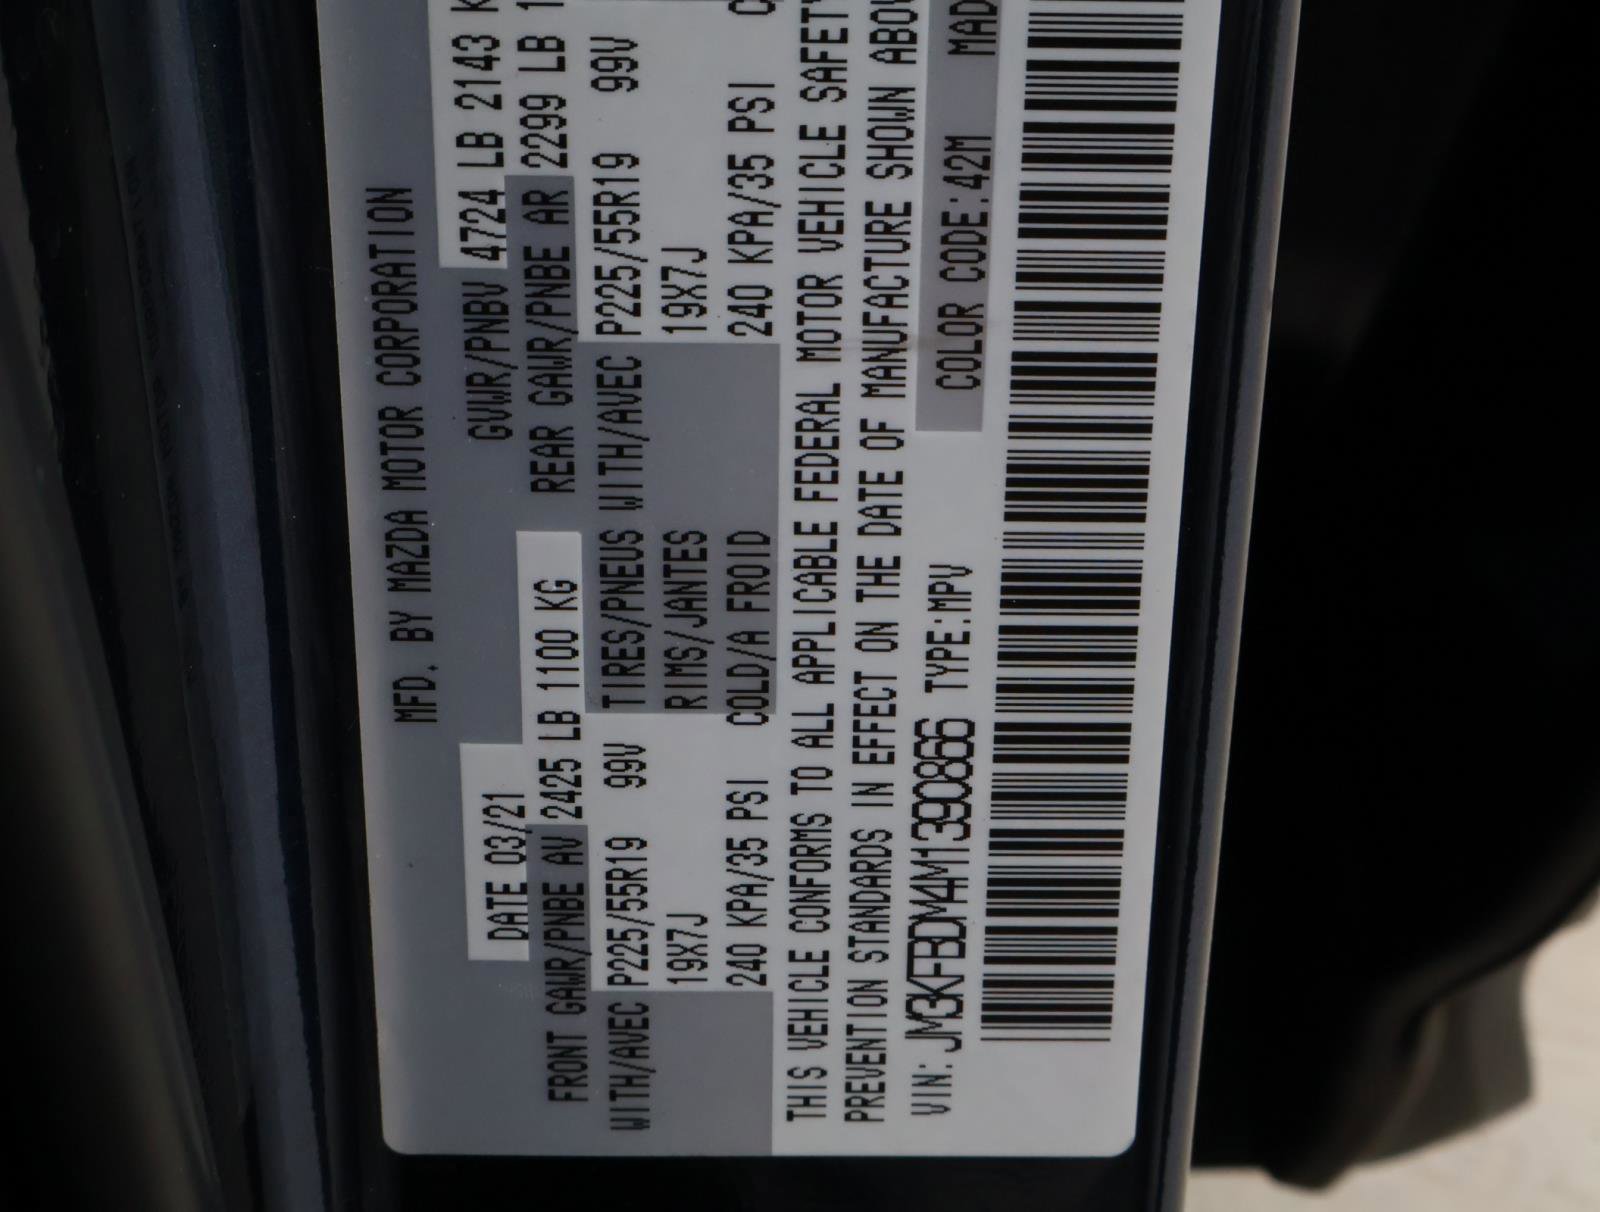 MFD. BY MAZDA MOTOR CORPORATION
DATE 03/21 GVWR/PNBV 4724 LB 2143 K
FRONT GAWR/PNBE AV 2425 LB 1100 KG REAR GAWR/PNBE AR 2299 LB 1
WITH/AVEC P225/55R19 99V TIRES/PNEUS WITH/AVEC P225/55R19 99V
19X7J RIMS/JANTES 19X7J
240 KPA/35 PSI COLD/A FROID 240 KPA/35 PSI C
THIS VEHICLE CONFORMS TO ALL APPLICABLE FEDERAL MOTOR VEHICLE SAFETY
PREVENTION STANDARDS IN EFFECT ON THE DATE OF MANUFACTURE SHOWN ABOV
VIN: JM3KFBDY4M1390866 TYPE:MPV COLOR CODE:42M MAD